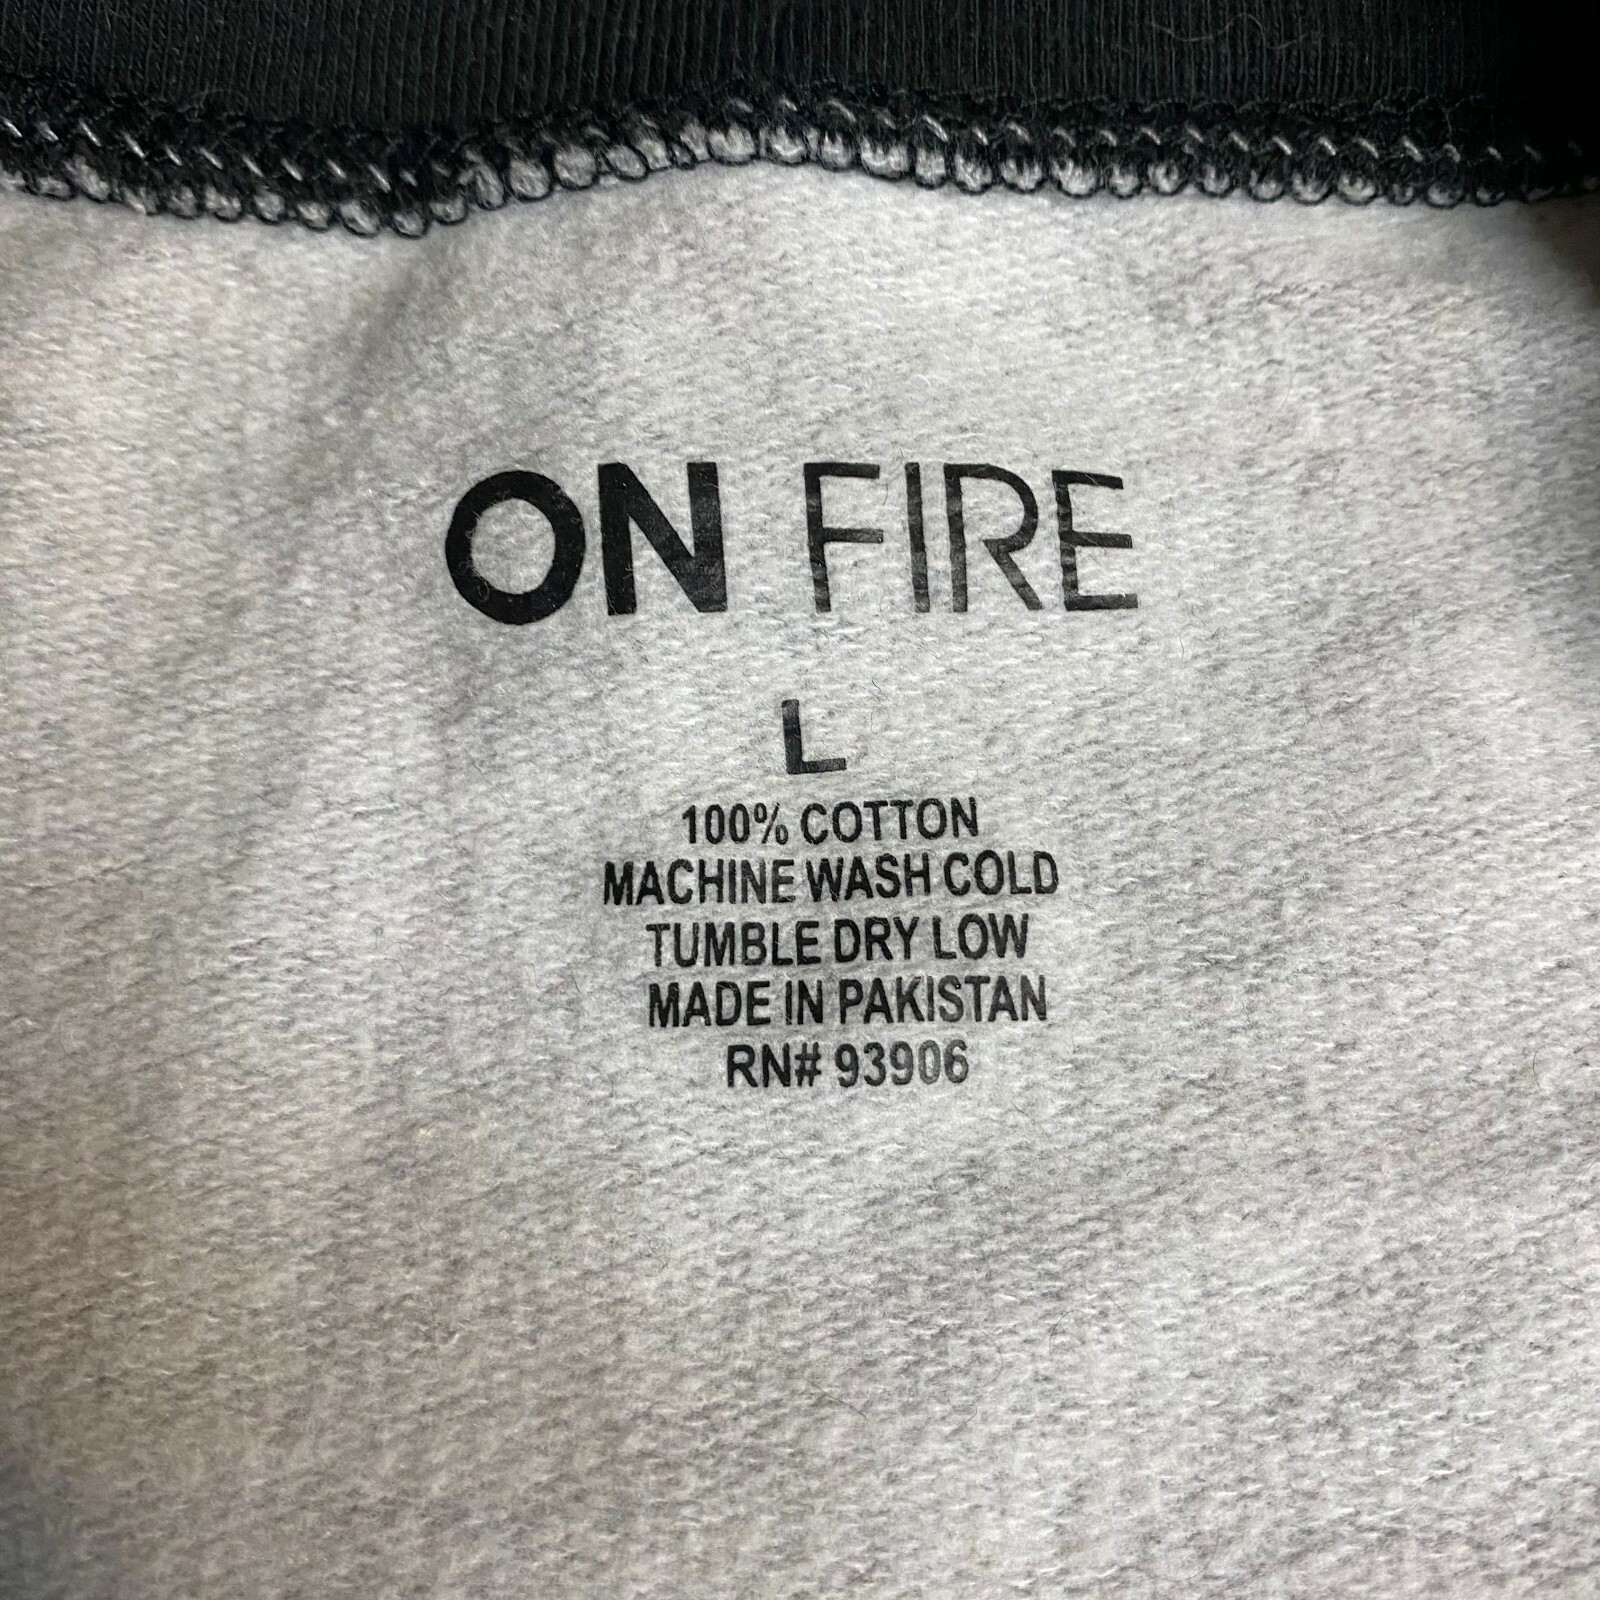 ON FIRE
L
100% COTTON
MACHINE WASH COLD
TUMBLE DRY LOW
MADE IN PAKISTAN
RN# 93906